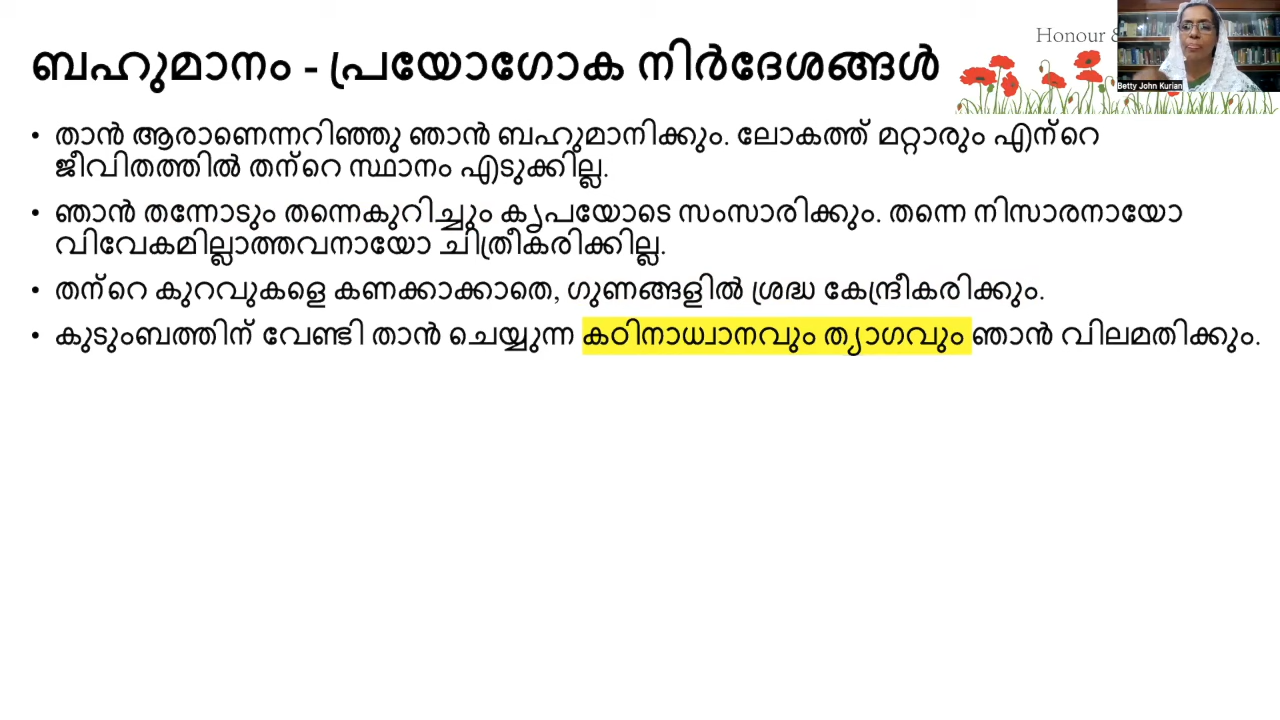 ബഹുമാനം - പ്രയോഗോക നിർദേശങ്ങൾ
Honour &
Betty John Kurian
• താൻ ആരാണെന്നറിഞ്ഞു ഞാൻ ബഹുമാനിക്കും. ലോകത്ത് മറ്റാരും എന്റെ
ജീവിതത്തിൽ തന്റെ സ്ഥാനം എടുക്കില്ല.
• ഞാൻ തന്നോടും തന്നെകുറിച്ചും കൃപയോടെ സംസാരിക്കും. തന്നെ നിസാരനായോ
വിവേകമില്ലാത്തവനായോ ചിത്രീകരിക്കില്ല.
• തന്റെ കുറവുകളെ കണക്കാക്കാതെ, ഗുണങ്ങളിൽ ശ്രദ്ധ കേന്ദ്രീകരിക്കും.
• കുടുംബത്തിന് വേണ്ടി താൻ ചെയ്യുന്ന കഠിനാധ്വാനവും ത്യാഗവും ഞാൻ വിലമതിക്കും.